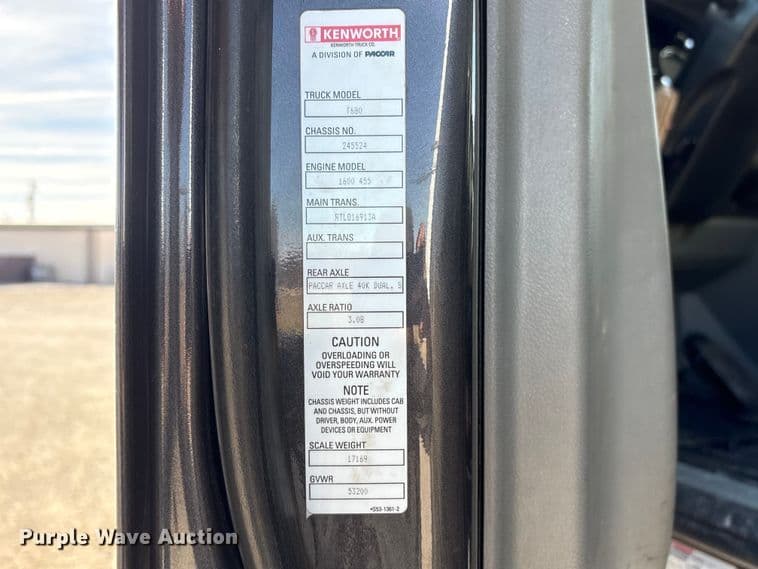 KENWORTH
KENWORTH TRUCK CO.
A DIVISION OF PACCAR
TRUCK MODEL
T680
CHASSIS NO.
245524
ENGINE MODEL
1600 455
MAIN TRANS.
RTLO16913A
AUX. TRANS
REAR AXLE
PACCAR AXLE 40K DUAL, S
AXLE RATIO
3.08
CAUTION
OVERLOADING OR
OVERSPEEDING WILL
VOID YOUR WARRANTY
NOTE
CHASSIS WEIGHT INCLUDES CAB
AND CHASSIS, BUT WITHOUT
DRIVER, BODY, AUX. POWER
DEVICES OR EQUIPMENT
SCALE WEIGHT
17169
GVWR
53200
*S53-1361-2
Purple Wave Auction